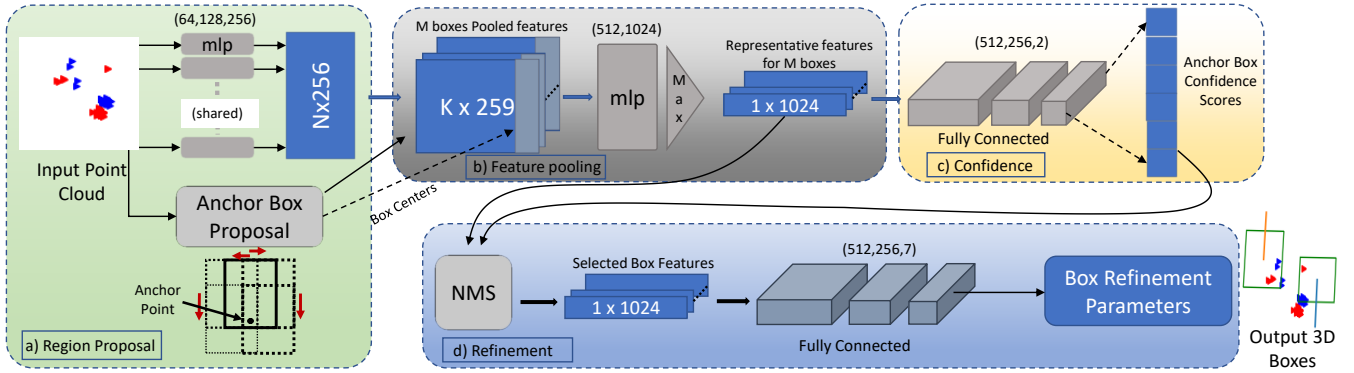 (64,128,256)
mlp
(shared)
Nx256
Input Point
Cloud
Anchor Box
Proposal
Anchor
Point
a) Region Proposal
Box Centers
M boxes Pooled features
K x 259
(512,1024)
mlp
Max
Representative features
for M boxes
1 x 1024
b) Feature pooling
(512,256,2)
Fully Connected
c) Confidence
Anchor Box
Confidence
Scores
NMS
Selected Box Features
1 x 1024
(512,256,7)
Fully Connected
d) Refinement
Box Refinement
Parameters
Output 3D
Boxes